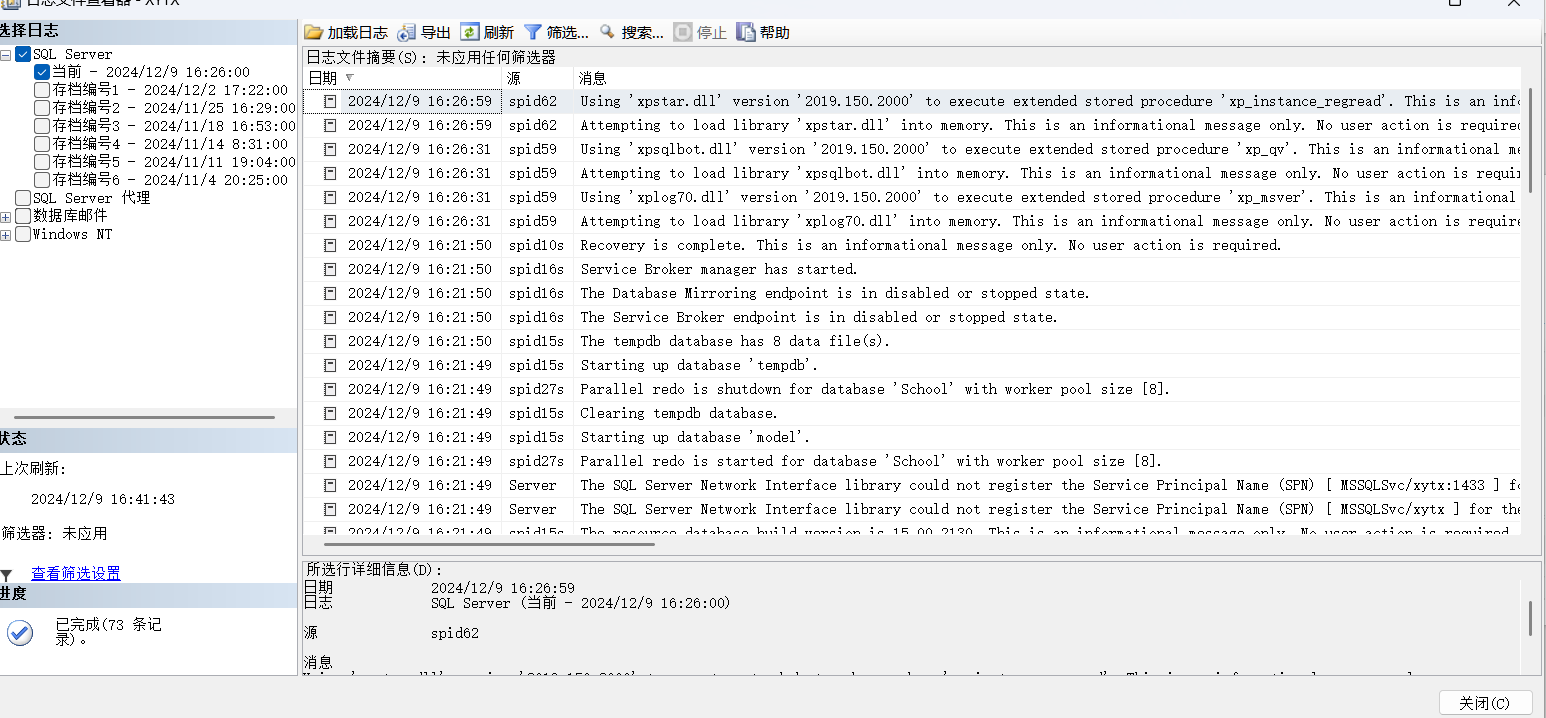 日志文件查看器 - XYTX
选择日志
SQL Server
当前 - 2024/12/9 16:26:00
存档编号1 - 2024/12/2 17:22:00
存档编号2 - 2024/11/25 16:29:00
存档编号3 - 2024/11/18 16:53:00
存档编号4 - 2024/11/14 8:31:00
存档编号5 - 2024/11/11 19:04:00
存档编号6 - 2024/11/4 20:25:00
SQL Server 代理
数据库邮件
Windows NT
状态
上次刷新:
2024/12/9 16:41:43
筛选器: 未应用
查看筛选设置
进度
已完成(73 条记
录)。
加载日志 导出 刷新 筛选... 搜索... 停止 帮助
日志文件摘要(S): 未应用任何筛选器
日期 源 消息
2024/12/9 16:26:59 spid62 Using 'xpstar.dll' version '2019.150.2000' to execute extended stored procedure 'xp_instance_regread'. This is an
2024/12/9 16:26:59 spid62 Attempting to load library 'xpstar.dll' into memory. This is an informational message only. No user action is
2024/12/9 16:26:31 spid59 Using 'xpsqlbot.dll' version '2019.150.2000' to execute extended stored procedure 'xp_qv'. This is an informational
2024/12/9 16:26:31 spid59 Attempting to load library 'xpsqlbot.dll' into memory. This is an informational message only. No user action is
2024/12/9 16:26:31 spid59 Using 'xplog70.dll' version '2019.150.2000' to execute extended stored procedure 'xp_msver'. This is an informational
2024/12/9 16:26:31 spid59 Attempting to load library 'xplog70.dll' into memory. This is an informational message only. No user action is
2024/12/9 16:21:50 spid10s Recovery is complete. This is an informational message only. No user action is required.
2024/12/9 16:21:50 spid16s Service Broker manager has started.
2024/12/9 16:21:50 spid16s The Database Mirroring endpoint is in disabled or stopped state.
2024/12/9 16:21:50 spid16s The Service Broker endpoint is in disabled or stopped state.
2024/12/9 16:21:50 spid15s The tempdb database has 8 data file(s).
2024/12/9 16:21:49 spid15s Starting up database 'tempdb'.
2024/12/9 16:21:49 spid27s Parallel redo is shutdown for database 'School' with worker pool size [8].
2024/12/9 16:21:49 spid15s Clearing tempdb database.
2024/12/9 16:21:49 spid15s Starting up database 'model'.
2024/12/9 16:21:49 spid27s Parallel redo is started for database 'School' with worker pool size [8].
2024/12/9 16:21:49 Server The SQL Server Network Interface library could not register the Service Principal Name (SPN) [ MSSQLSvc/xytx:1433 ]
2024/12/9 16:21:49 Server The SQL Server Network Interface library could not register the Service Principal Name (SPN) [ MSSQLSvc/xytx ] for the
2024/12/9 16:21:49 spid15s The resource database build version is 15.00.2130. This is an informational message only. No user action is required
所选行详细信息(D):
日期 2024/12/9 16:26:59
日志 SQL Server (当前 - 2024/12/9 16:26:00)
源 spid62
消息
关闭(C)